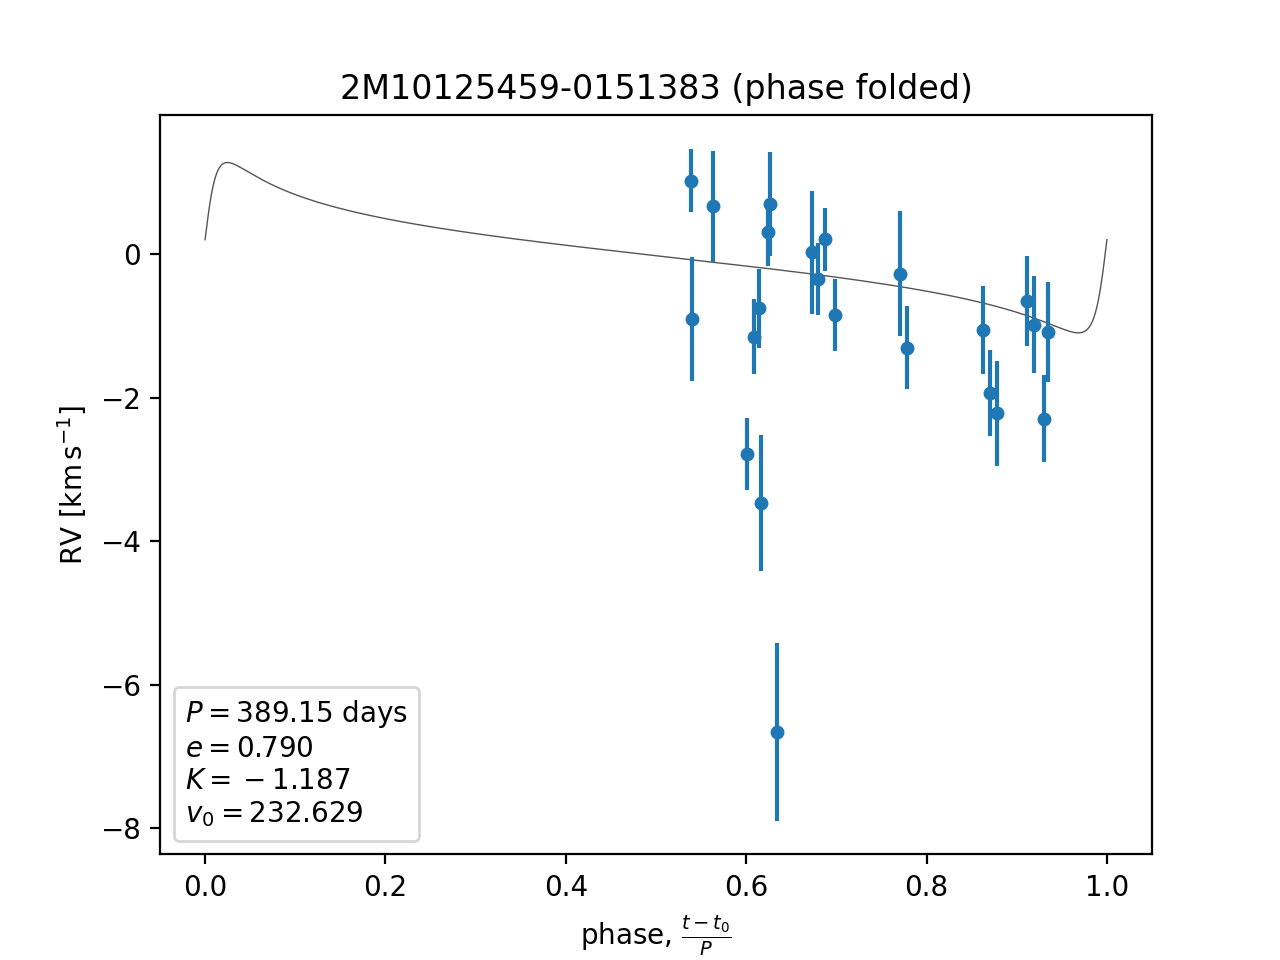 2M10125459-0151383 (phase folded)
RV [km s⁻¹]
0
−2
−4
−6
−8
P = 389.15 days
e = 0.790
K = −1.187
v₀ = 232.629
0.0 0.2 0.4 0.6 0.8 1.0
phase, (t − t₀)/P